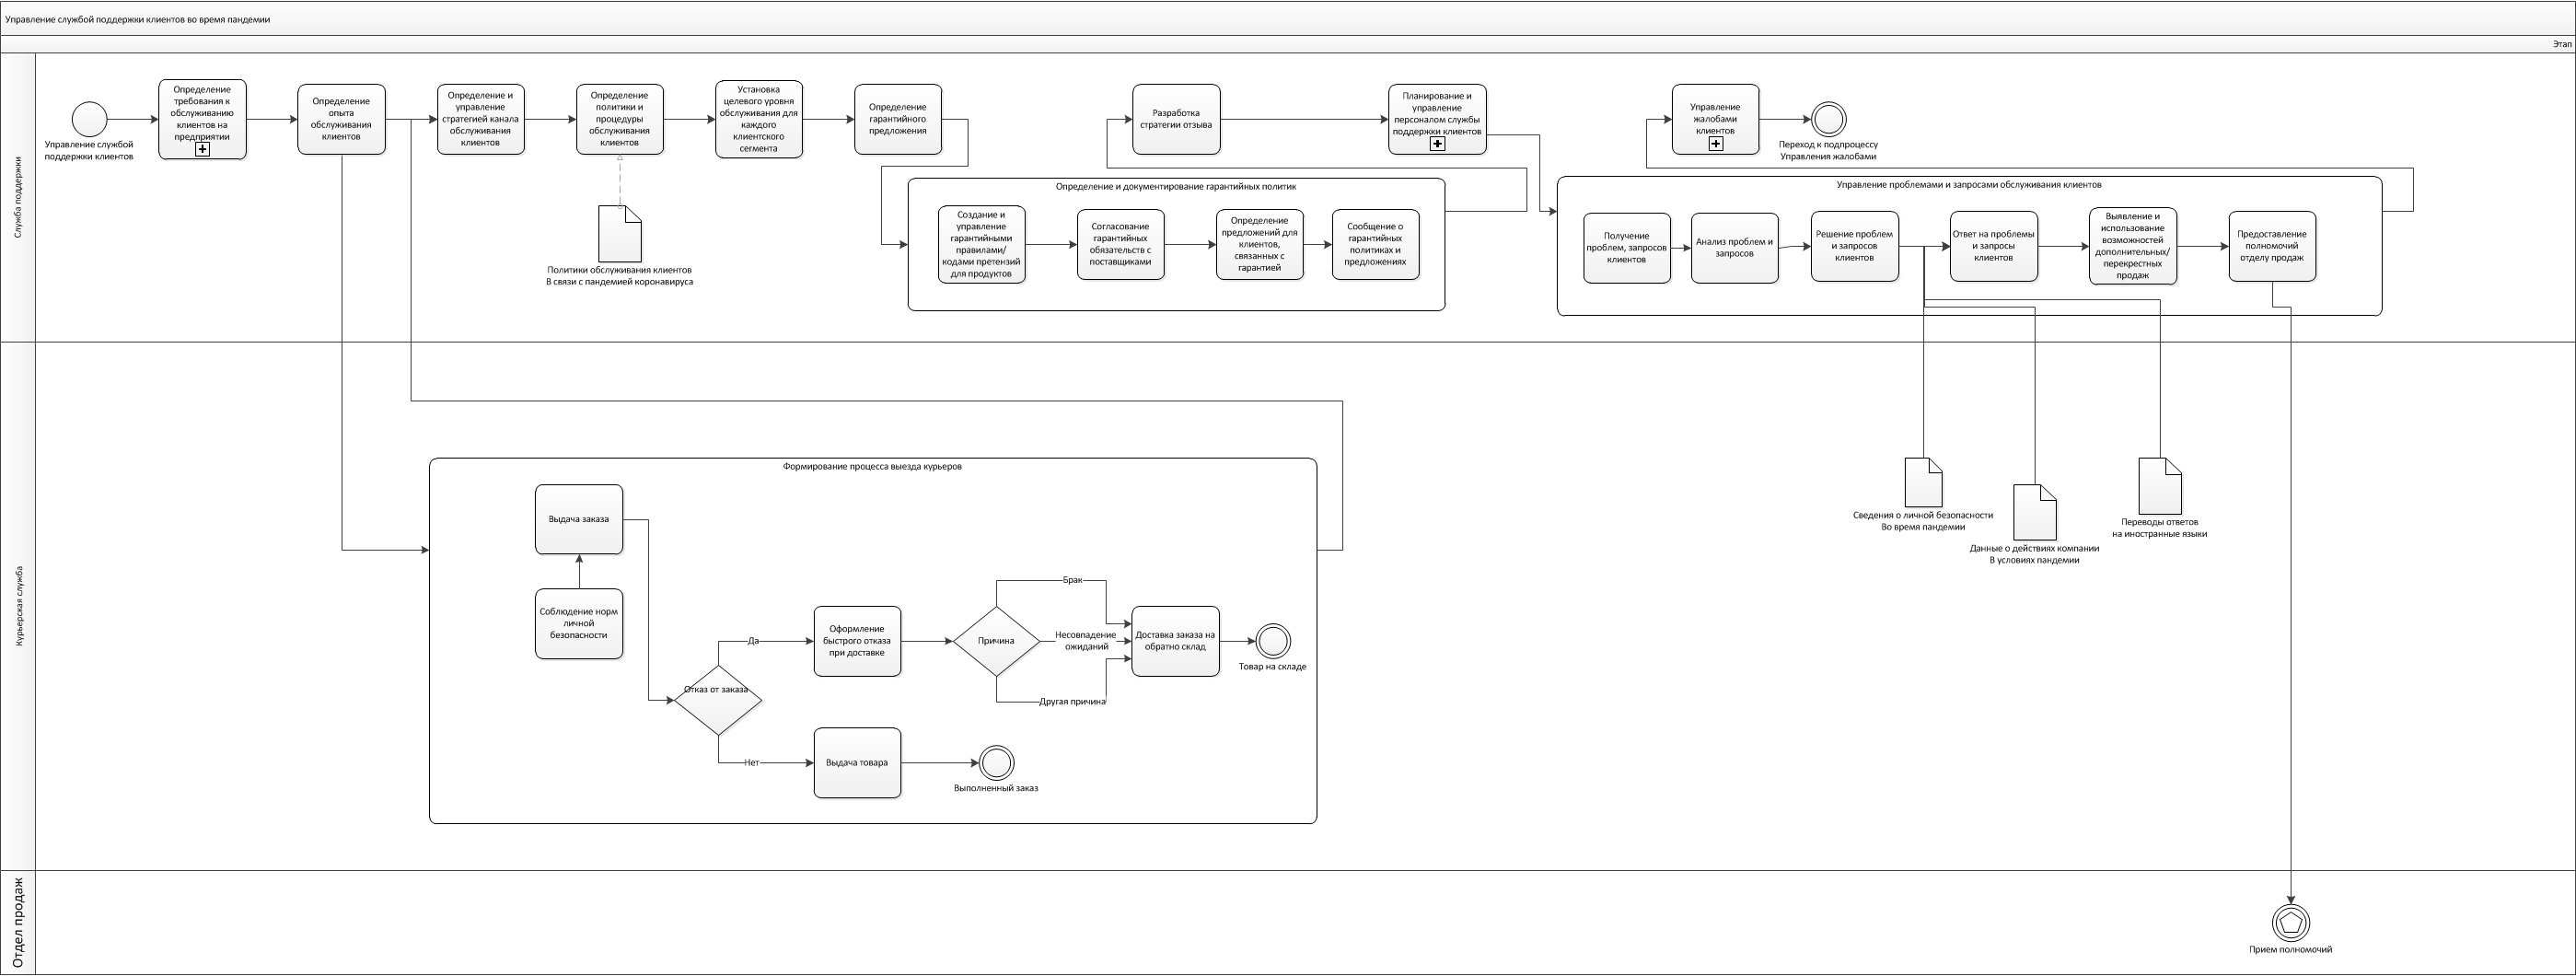 Управление службой поддержки клиентов во время пандемии
Этап
Служба поддержки
Управление службой
поддержки клиентов
Определение
требования к
обслуживанию
клиентов на
предприятии
Определение
опыта
обслуживания
клиентов
Определение и
управление
стратегией канала
обслуживания
клиентов
Определение
политики и
процедуры
обслуживания
клиентов
Установка
целевого уровня
обслуживания для
каждого
клиентского
сегмента
Определение
гарантийного
предложения
Разработка
стратегии отзыва
Планирование и
управление
персоналом службы
поддержки клиентов
Управление
жалобами
клиентов
Переход к подпроцессу
Управления жалобами
Политики обслуживания клиентов
В связи с пандемией коронавируса
Определение и документирование гарантийных политик
Создание и
управление
гарантийными
правилами/
кодами претензий
для продуктов
Согласование
гарантийных
обязательств с
поставщиками
Определение
предложений для
клиентов,
связанных с
гарантией
Сообщение о
гарантийных
политиках и
предложениях
Управление проблемами и запросами обслуживания клиентов
Получение
проблем, запросов
клиентов
Анализ проблем и
запросов
Решение проблем
и запросов
клиентов
Ответ на проблемы
и запросы
клиентов
Выявление и
использование
возможностей
дополнительных/
перекрестных
продаж
Предоставление
полномочий
отделу продаж
Курьерская служба
Формирование процесса выезда курьеров
Выдача заказа
Соблюдение норм
личной
безопасности
Отказ от заказа
Да
Нет
Оформление
быстрого отказа
при доставке
Причина
Брак
Несовпадение
ожиданий
Другая причина
Доставка заказа на
обратно склад
Товар на складе
Выдача товара
Выполненный заказ
Сведения о личной безопасности
Во время пандемии
Данные о действиях компании
В условиях пандемии
Переводы ответов
на иностранные языки
Отдел продаж
Прием полномочий